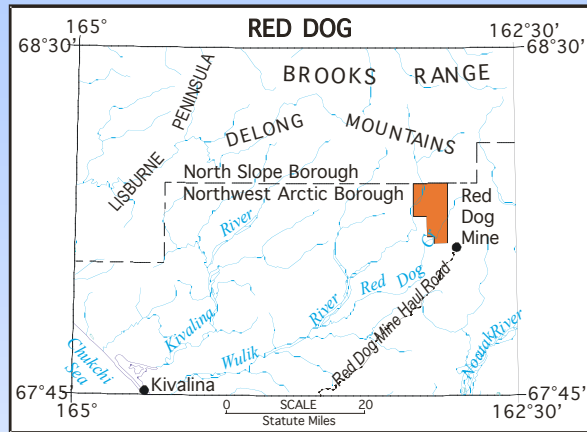 RED DOG
165°
162°30'
68°30'
68°30'
BROOKS RANGE
LISBURNE PENINSULA
DELONG MOUNTAINS
North Slope Borough
Northwest Arctic Borough
Red
Dog
Mine
River
Kivalina
River
Wulik
Red Dog
Ck
Red Dog Mine Haul Road
Noatak River
Chukchi
Sea
Kivalina
67°45'
67°45'
165°
162°30'
0 SCALE 20
Statute Miles